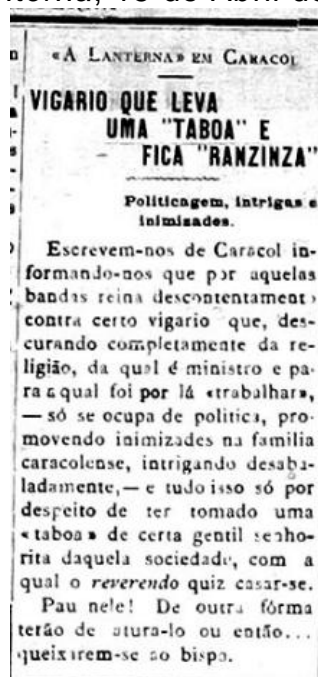 «A LANTERNA» EM CARACOL
VIGARIO QUE LEVA
UMA "TABOA" E
FICA "RANZINZA"
Politicagem, intrigas e
inimizades.
Escrevem-nos de Caracol in-
formando-nos que por aquelas
bandas reina descontentamento
contra certo vigario que, des-
curando completamente da re-
ligião, da qual é ministro e pa-
ra a qual foi por lá «trabalhar»,
— só se ocupa de politica, pro-
movendo inimizades na familia
caracolense, intrigando desaba-
ladamente, — e tudo isso só por
despeito de ter tomado uma
«taboa» de certa gentil senho-
rita daquela sociedade, com a
qual o reverendo quiz casar-se.
Pau nele! De outra fórma
terão de atura-lo ou então...
queixarem-se ao bispo.